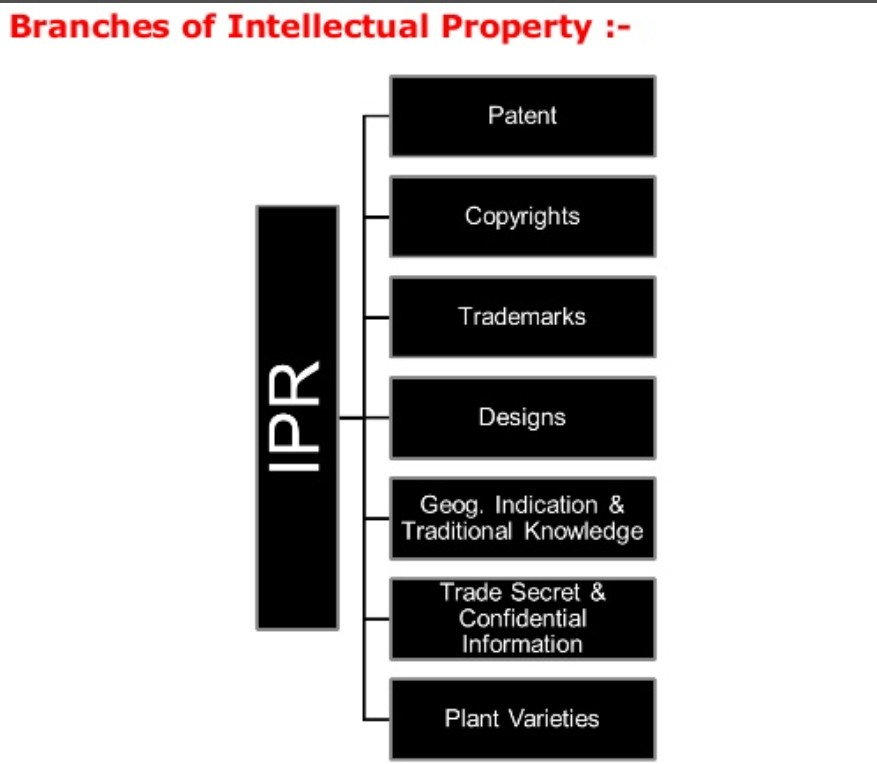 Branches of Intellectual Property :-
IPR
Patent
Copyrights
Trademarks
Designs
Geog. Indication &
Traditional Knowledge
Trade Secret &
Confidential
Information
Plant Varieties